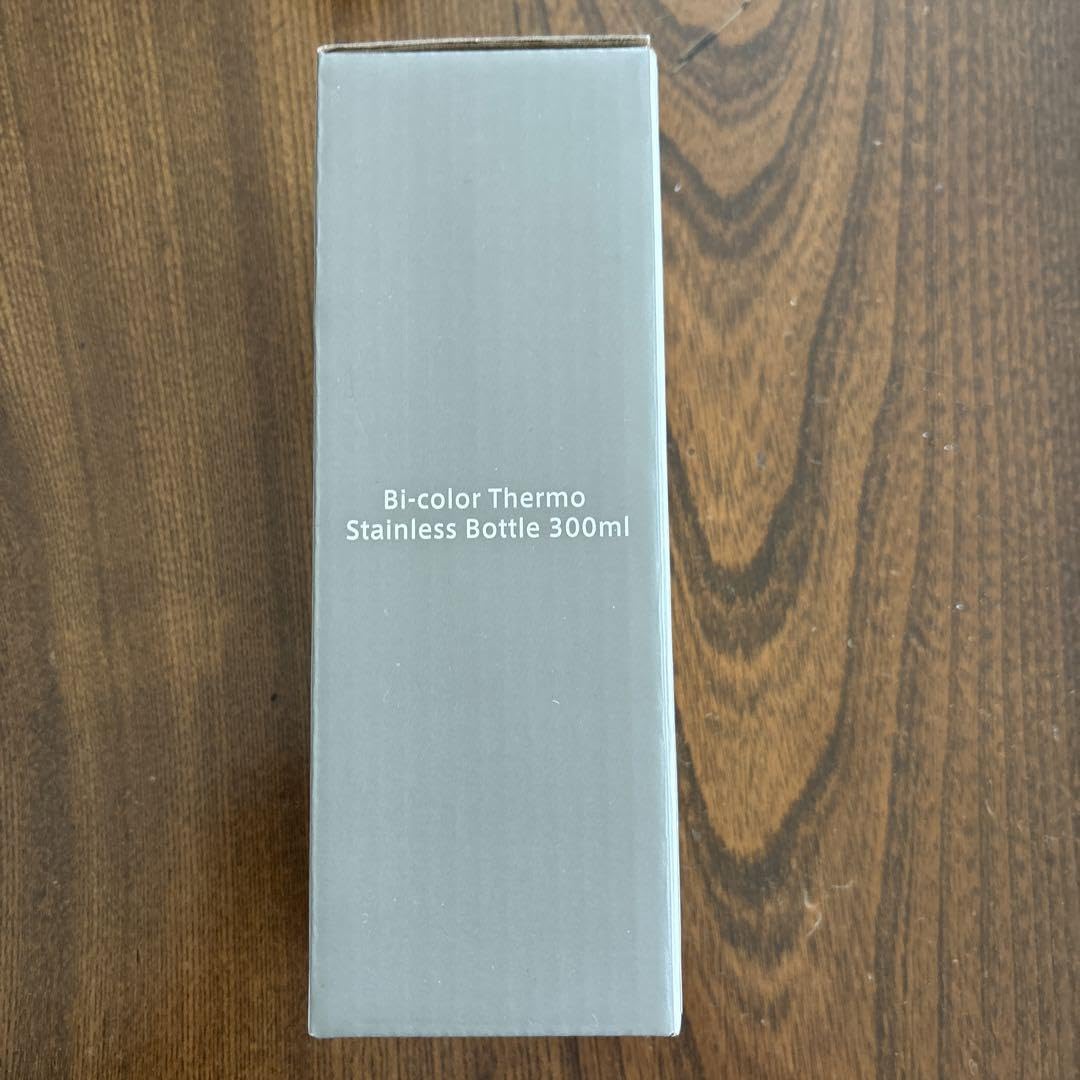 Bi-color Thermo
Stainless Bottle 300ml